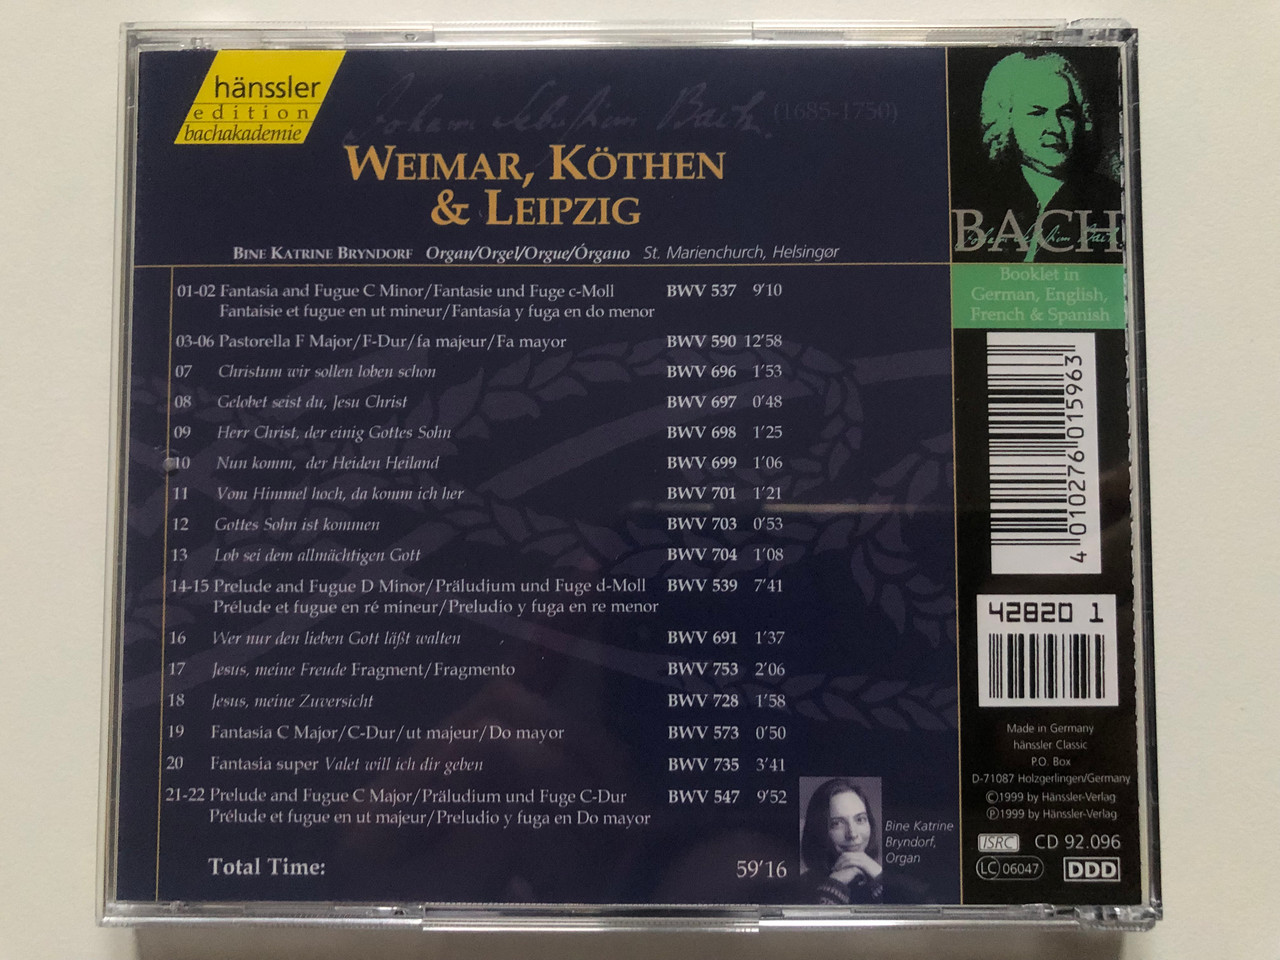 hänssler
edition
bachakademie
Johann Sebastian Bach. (1685-1750)
WEIMAR, KÖTHEN
& LEIPZIG
BINE KATRINE BRYNDORF Organ/Orgel/Orgue/Órgano St. Marienchurch, Helsingør
01-02 Fantasia and Fugue C Minor/Fantasie und Fuge c-Moll BWV 537 9'10
Fantaisie et fugue en ut mineur/Fantasía y fuga en do menor
03-06 Pastorella F Major/F-Dur/fa majeur/Fa mayor BWV 590 12'58
07 Christum wir sollen loben schon BWV 696 1'53
08 Gelobet seist du, Jesu Christ BWV 697 0'48
09 Herr Christ, der einig Gottes Sohn BWV 698 1'25
10 Nun komm, der Heiden Heiland BWV 699 1'06
11 Vom Himmel hoch, da komm ich her BWV 701 1'21
12 Gottes Sohn ist kommen BWV 703 0'53
13 Lob sei dem allmächtigen Gott BWV 704 1'08
14-15 Prelude and Fugue D Minor/Präludium und Fuge d-Moll BWV 539 7'41
Prélude et fugue en ré mineur/Preludio y fuga en re menor
16 Wer nur den lieben Gott läßt walten BWV 691 1'37
17 Jesus, meine Freude Fragment/Fragmento BWV 753 2'06
18 Jesus, meine Zuversicht BWV 728 1'58
19 Fantasia C Major/C-Dur/ut majeur/Do mayor BWV 573 0'50
20 Fantasia super Valet will ich dir geben BWV 735 3'41
21-22 Prelude and Fugue C Major/Präludium und Fuge C-Dur BWV 547 9'52
Prélude et fugue en ut majeur/Preludio y fuga en Do mayor
Total Time: 59'16
Bine Katrine
Bryndorf,
Organ
BACH
Johann Sebastian Bach
Booklet in
German, English,
French & Spanish
4 010276 015963
42820 1
Made in Germany
hänssler Classic
P.O. Box
D-71087 Holzgerlingen/Germany
©1999 by Hänssler-Verlag
℗1999 by Hänssler-Verlag
ISRC CD 92.096
LC 06047 DDD